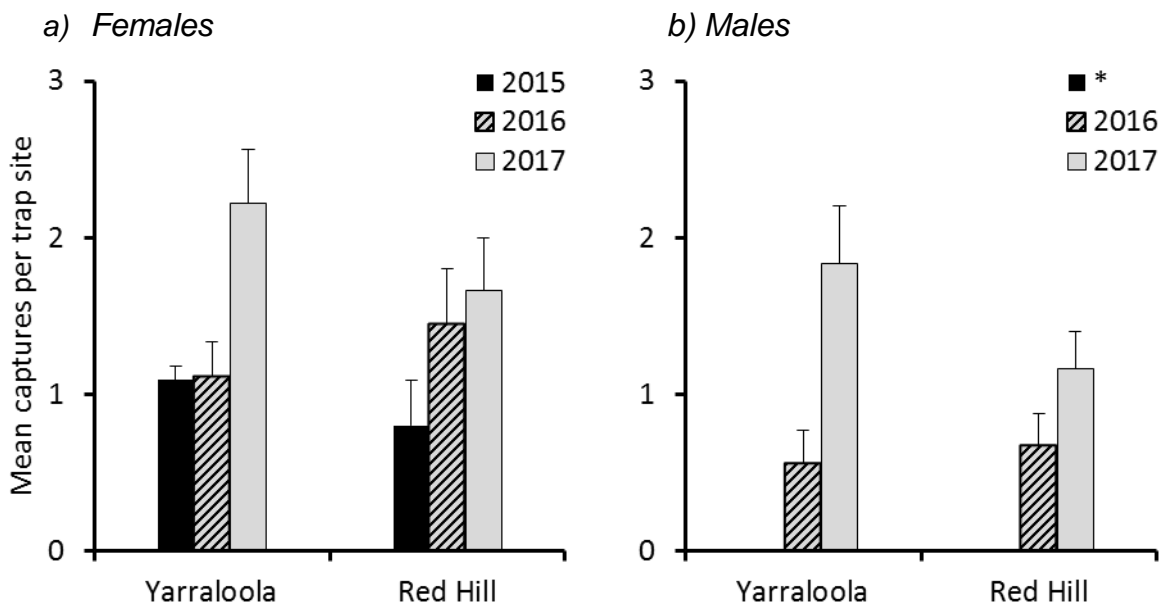 a) Females
b) Males
Mean captures per trap site
3
2
1
0
2015
2016
2017
Yarraloola
Red Hill
3
2
1
0
*
2016
2017
Yarraloola
Red Hill